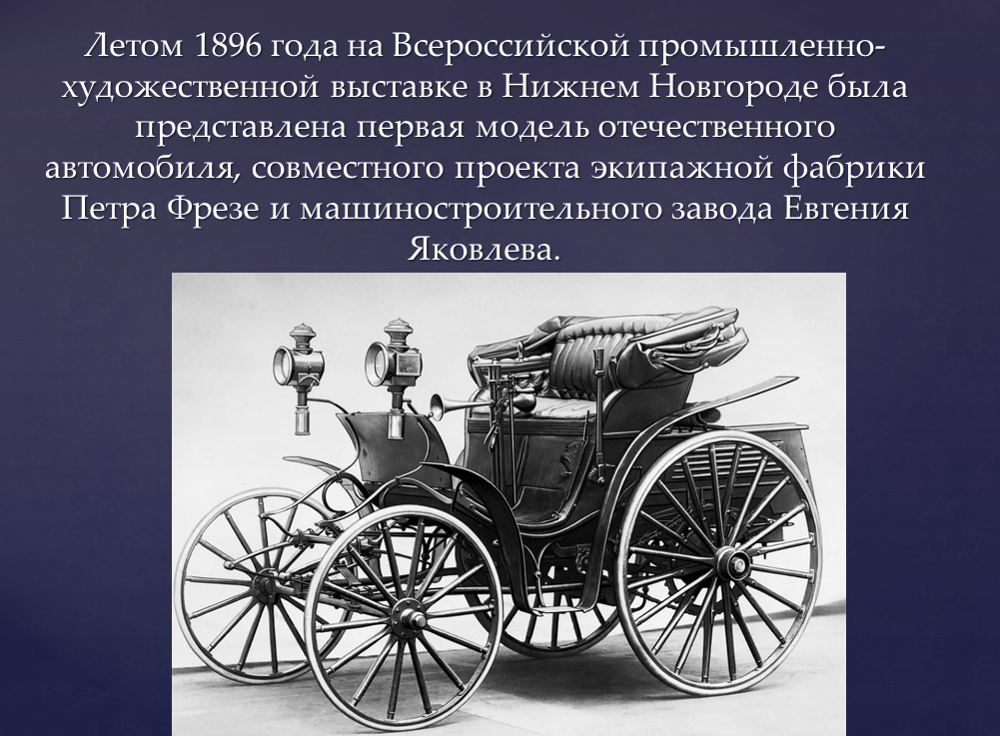 Летом 1896 года на Всероссийской промышленно-
художественной выставке в Нижнем Новгороде была
представлена первая модель отечественного
автомобиля, совместного проекта экипажной фабрики
Петра Фрезе и машиностроительного завода Евгения
Яковлева.